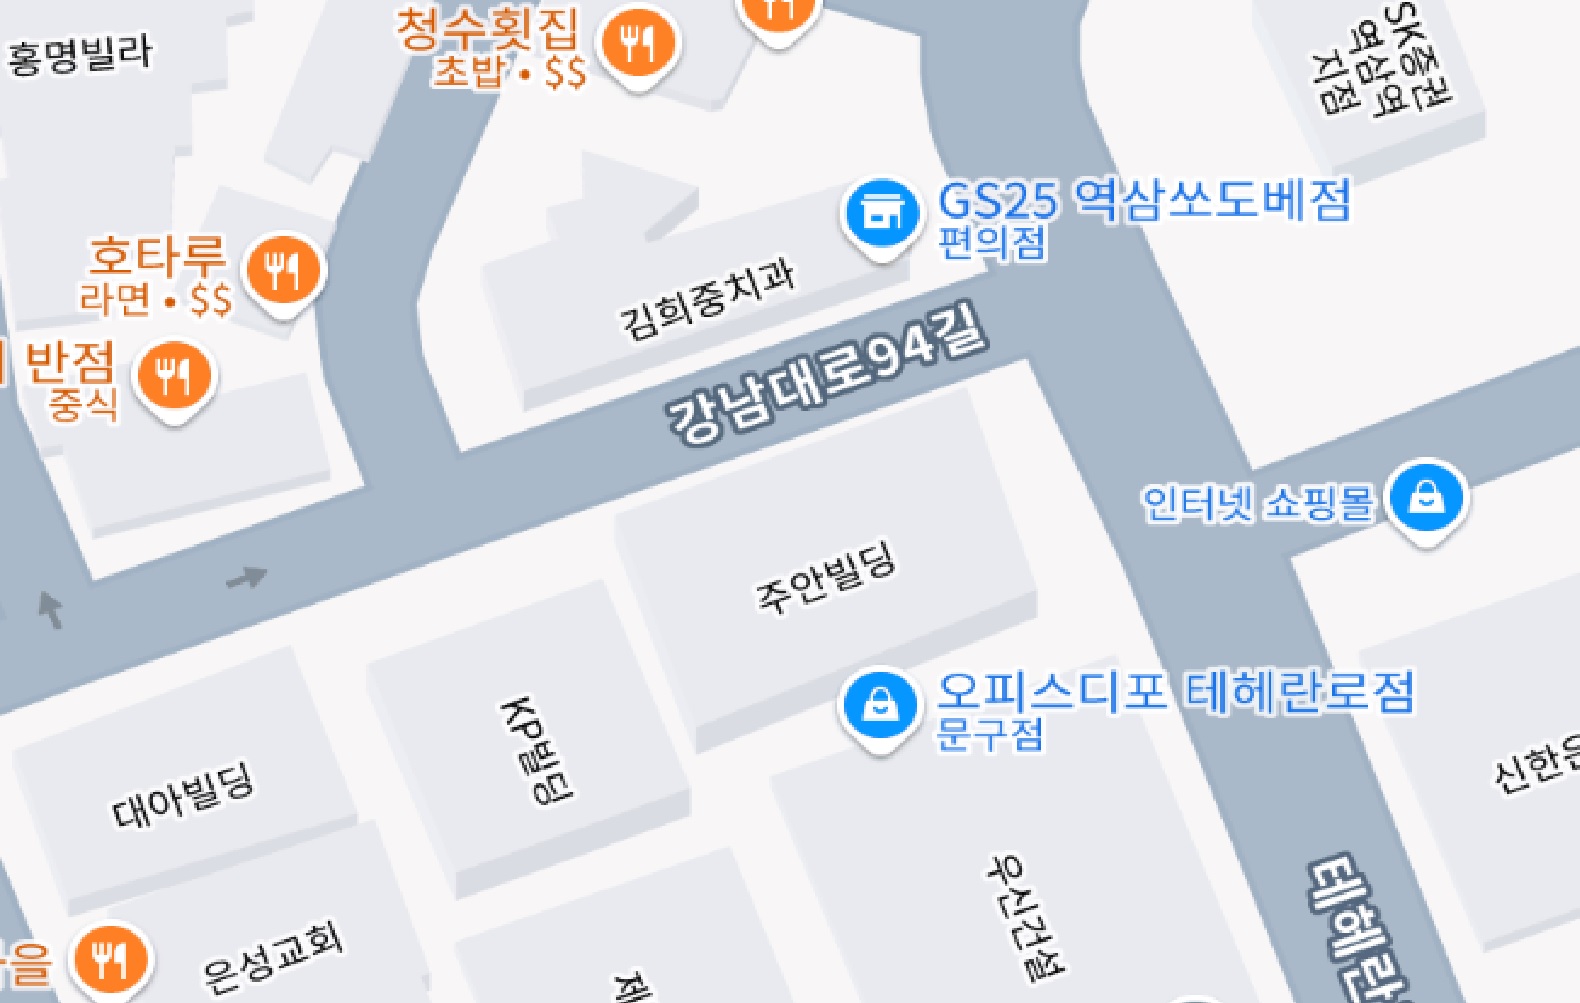 청수횟집
초밥 • $$
홍명빌라
SK증권
역삼역
지점
GS25 역삼쏘도베점
편의점
호타루
라면 • $$
김희중치과
강남대로94길
반점
중식
인터넷 쇼핑몰
주안빌딩
오피스디포 테헤란로점
문구점
KP빌딩
대아빌딩
신한은
우신건설
테헤란
은성교회
을
제